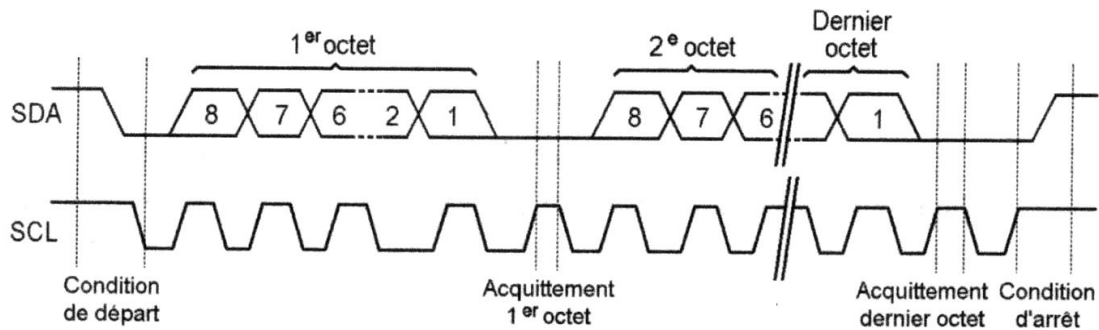 1er octet
2e octet
Dernier
octet
SDA
8 7 6 2 1 8 7 6 1
SCL
Condition
de départ
Acquittement
1er octet
Acquittement
dernier octet
Condition
d'arrêt